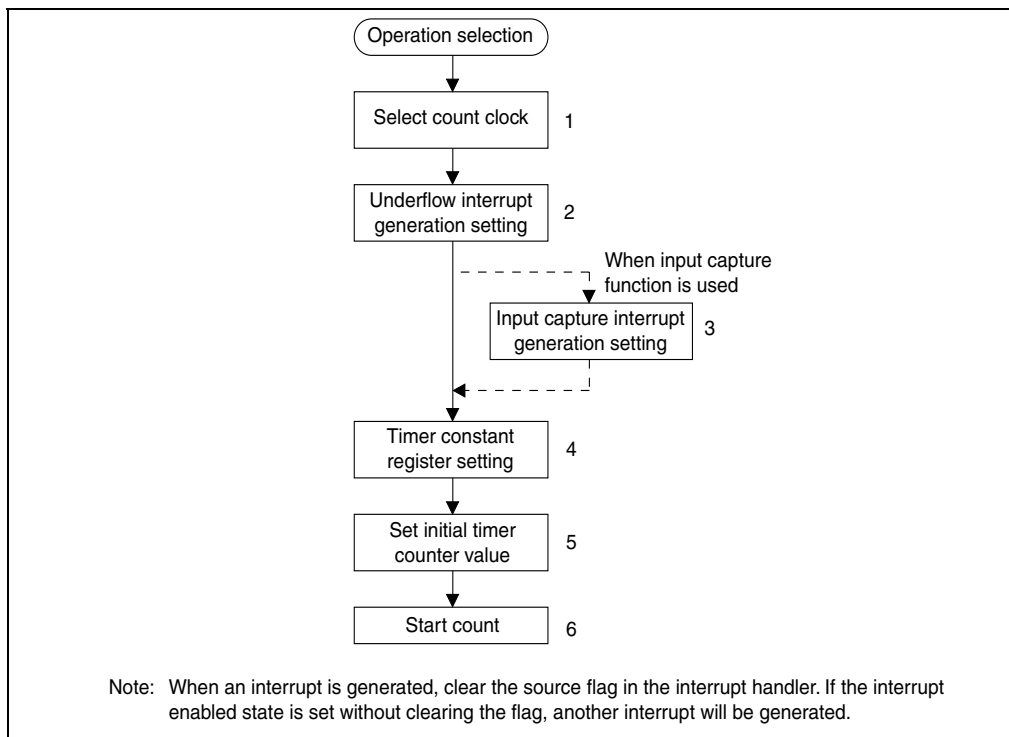 Operation selection
Select count clock
1
Underflow interrupt
generation setting
2
When input capture
function is used
Input capture interrupt
generation setting
3
Timer constant
register setting
4
Set initial timer
counter value
5
Start count
6
Note: When an interrupt is generated, clear the source flag in the interrupt handler. If the interrupt
enabled state is set without clearing the flag, another interrupt will be generated.